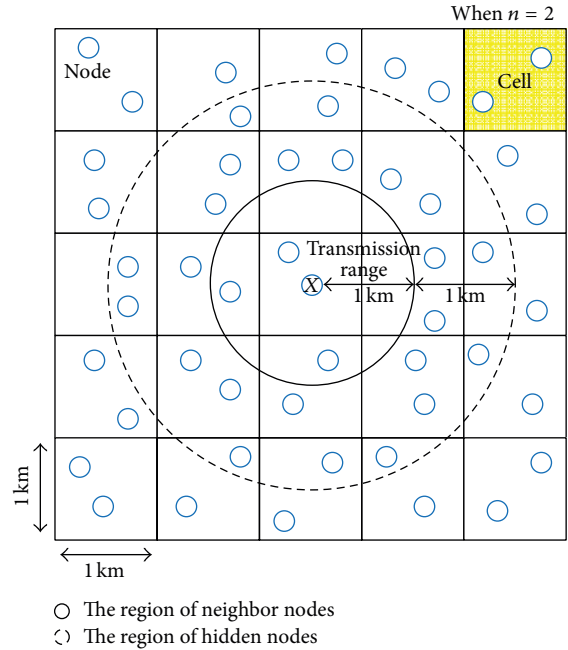 When n = 2
Node
Cell
Transmission
range
X
1 km
1 km
1 km
1 km
The region of neighbor nodes
The region of hidden nodes